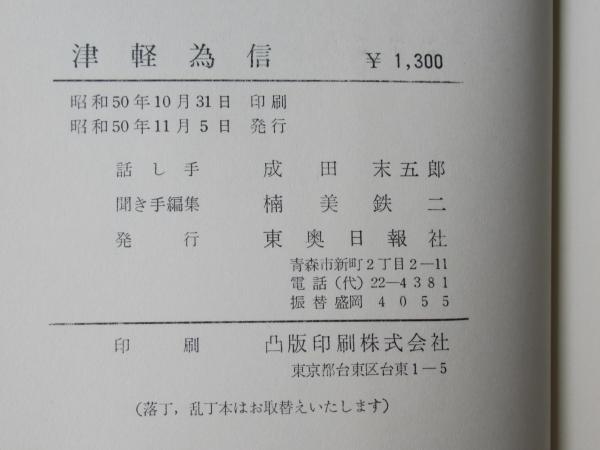 津軽為信 ￥1,300
昭和50年10月31日 印刷
昭和50年11月5日 発行
話し手 成田末五郎
聞き手編集 楠美鉄二
発行 東奥日報社
青森市新町2丁目2－11
電話(代)22－4381
振替盛岡 4055
印刷 凸版印刷株式会社
東京都台東区台東1－5
(落丁，乱丁本はお取替えいたします)